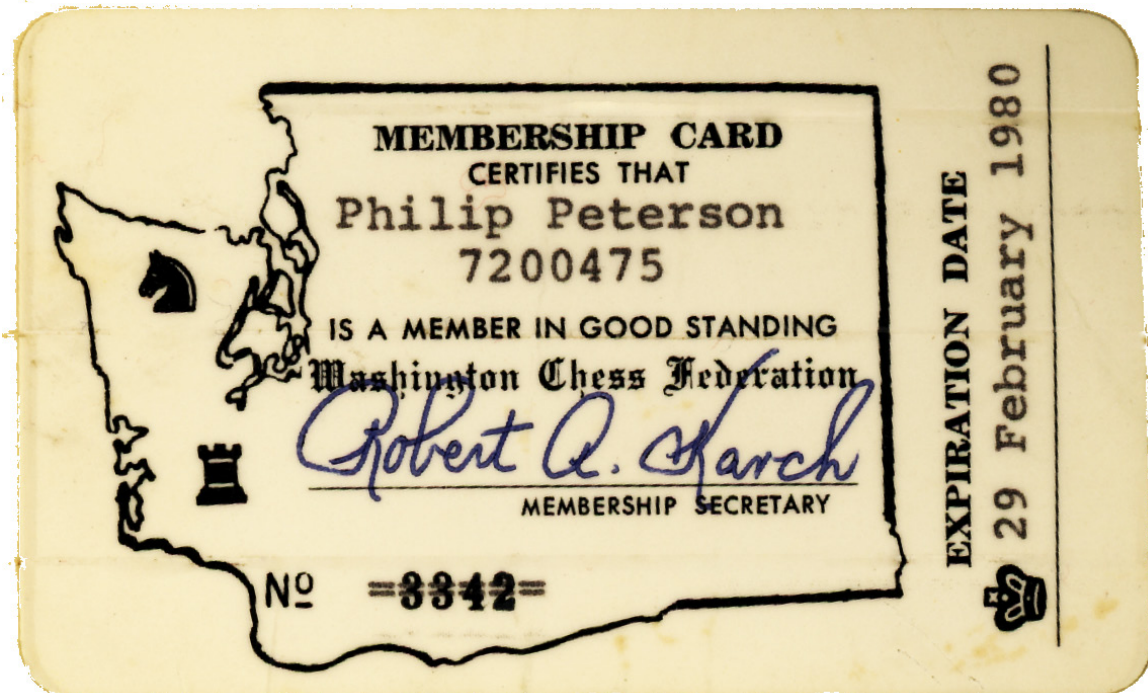 MEMBERSHIP CARD
CERTIFIES THAT
Philip Peterson
7200475
IS A MEMBER IN GOOD STANDING
Washington Chess Federation
Robert A. Karch
MEMBERSHIP SECRETARY
Nº =3342=
EXPIRATION DATE
29 February 1980